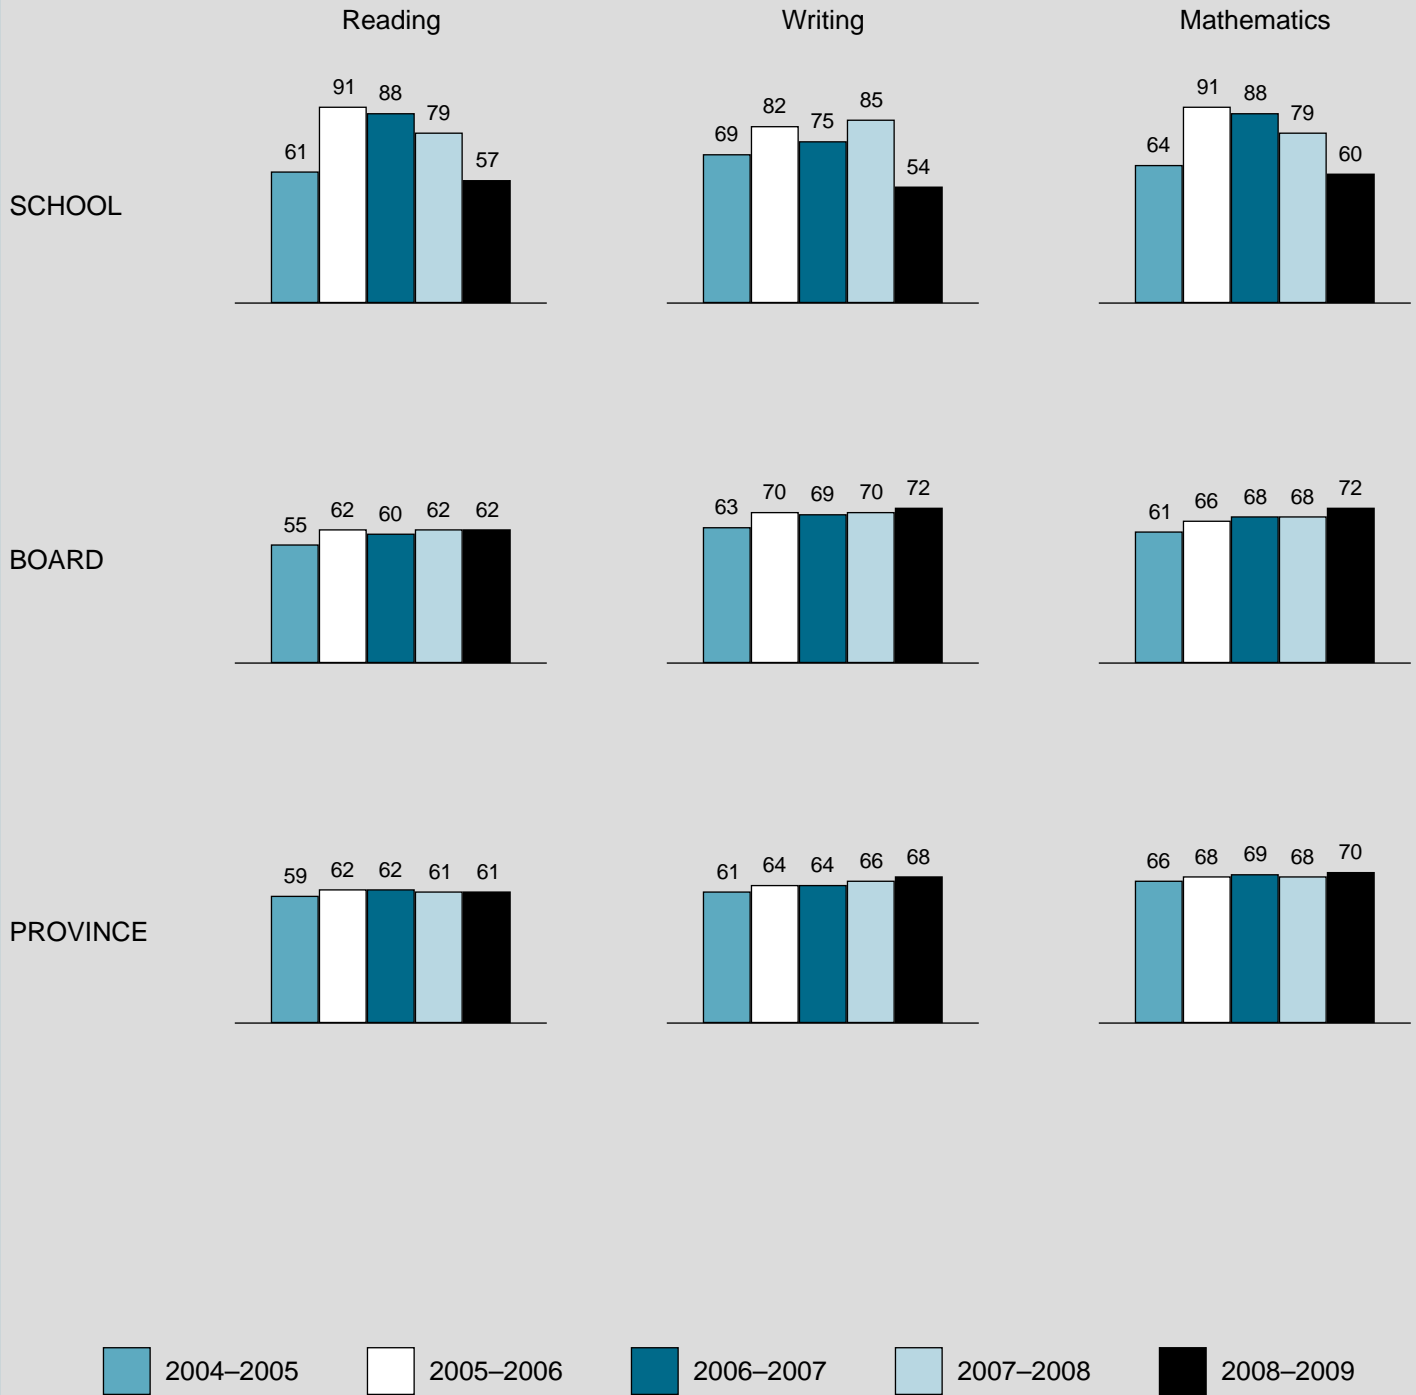 Reading Writing Mathematics
SCHOOL
61 91 88 79 57
69 82 75 85 54
64 91 88 79 60
BOARD
55 62 60 62 62
63 70 69 70 72
61 66 68 68 72
PROVINCE
59 62 62 61 61
61 64 64 66 68
66 68 69 68 70
2004–2005 2005–2006 2006–2007 2007–2008 2008–2009